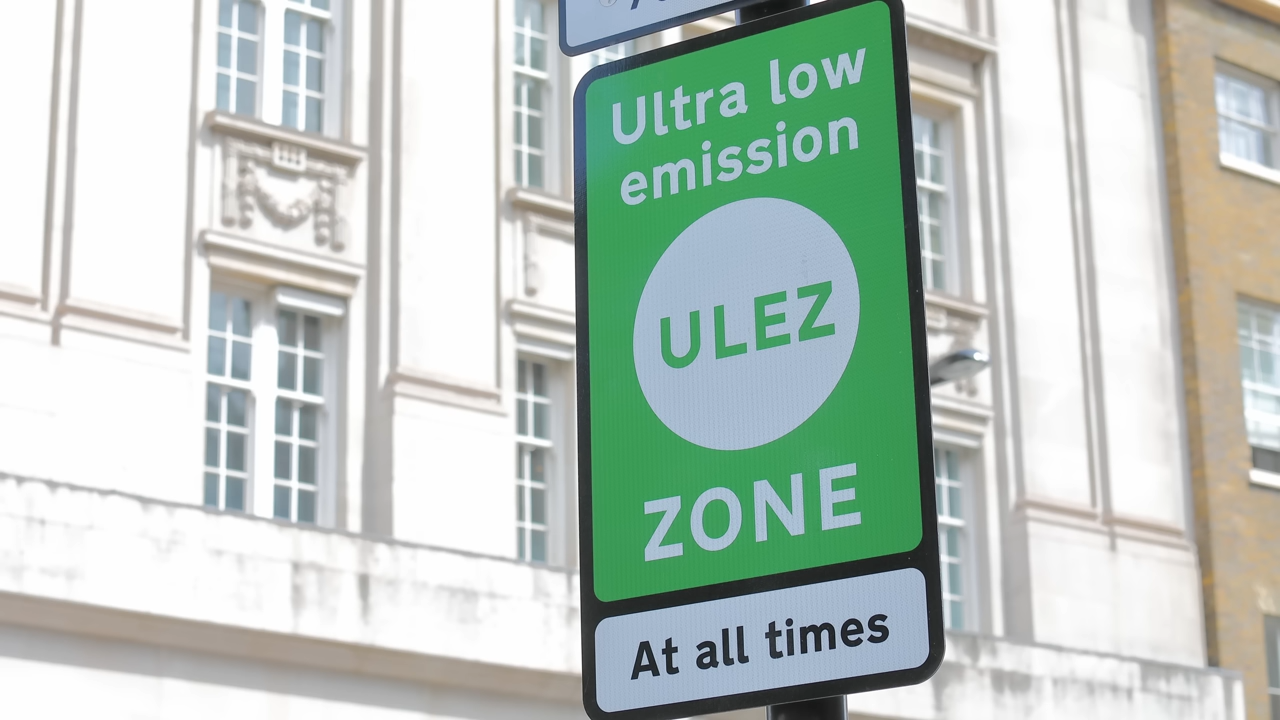 Ultra low
emission
ULEZ
ZONE
At all times